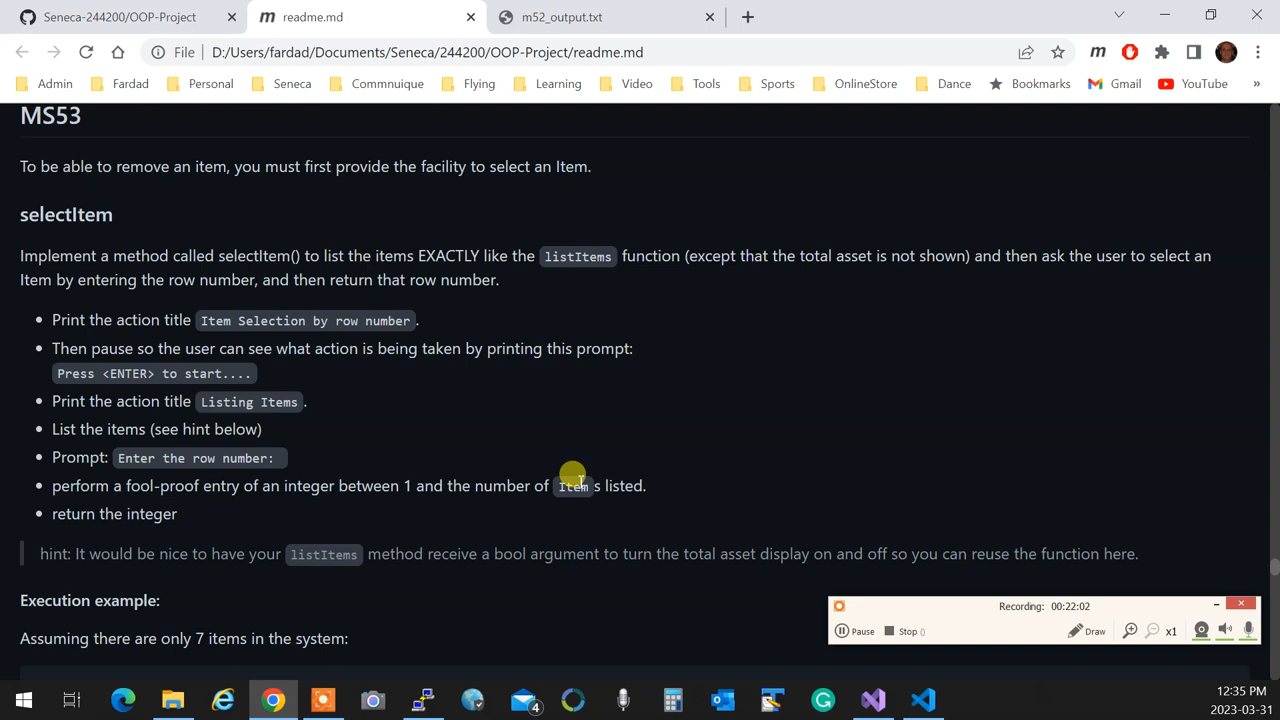 Seneca-244200/OOP-Project
readme.md
m52_output.txt
File
D:/Users/fardad/Documents/Seneca/244200/OOP-Project/readme.md
Admin
Fardad
Personal
Seneca
Commnuique
Flying
Learning
Video
Tools
Sports
OnlineStore
Dance
Bookmarks
Gmail
YouTube
»
MS53
To be able to remove an item, you must first provide the facility to select an Item.
selectItem
Implement a method called selectItem() to list the items EXACTLY like the listItems function (except that the total asset is not shown) and then ask the user to select an
Item by entering the row number, and then return that row number.
• Print the action title Item Selection by row number.
• Then pause so the user can see what action is being taken by printing this prompt:
Press <ENTER> to start....
• Print the action title Listing Items.
• List the items (see hint below)
• Prompt: Enter the row number:
• perform a fool-proof entry of an integer between 1 and the number of Items listed.
• return the integer
hint: It would be nice to have your listItems method receive a bool argument to turn the total asset display on and off so you can reuse the function here.
Execution example:
Assuming there are only 7 items in the system:
Recording: 00:22:02
Pause
Stop ()
Draw
x1
4
12:35 PM
2023-03-31